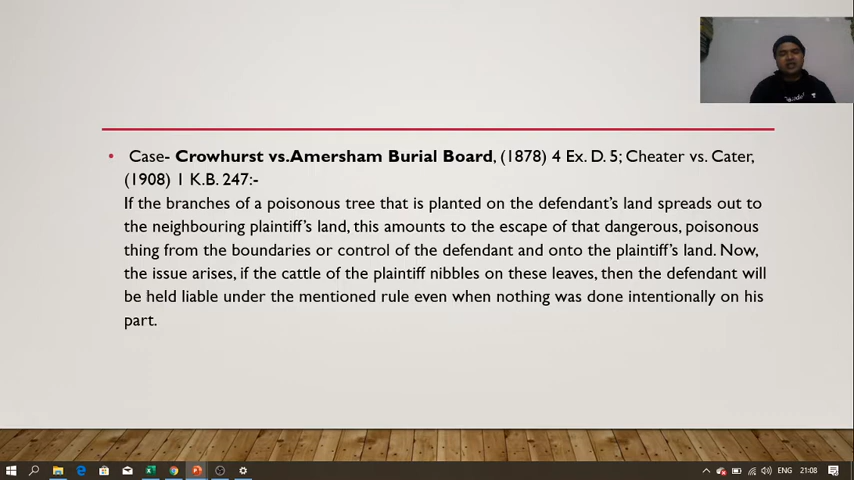 • Case- Crowhurst vs.Amersham Burial Board, (1878) 4 Ex. D. 5; Cheater vs. Cater,
(1908) 1 K.B. 247:-
If the branches of a poisonous tree that is planted on the defendant's land spreads out to
the neighbouring plaintiff's land, this amounts to the escape of that dangerous, poisonous
thing from the boundaries or control of the defendant and onto the plaintiff's land. Now,
the issue arises, if the cattle of the plaintiff nibbles on these leaves, then the defendant will
be held liable under the mentioned rule even when nothing was done intentionally on his
part.
ENG 21:08